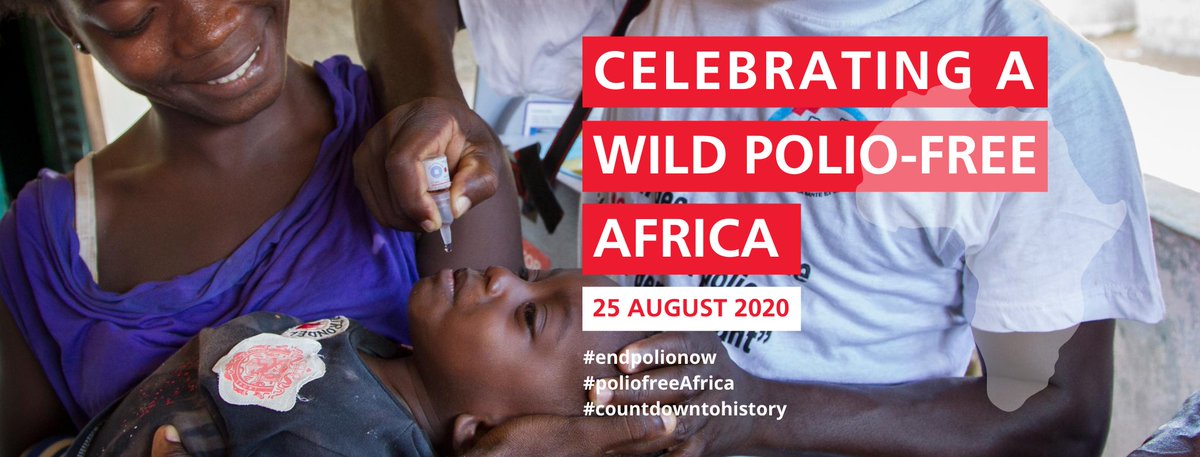 CELEBRATING A
WILD POLIO-FREE
AFRICA
25 AUGUST 2020
#endpolionow
#poliofreeAfrica
#countdowntohistory